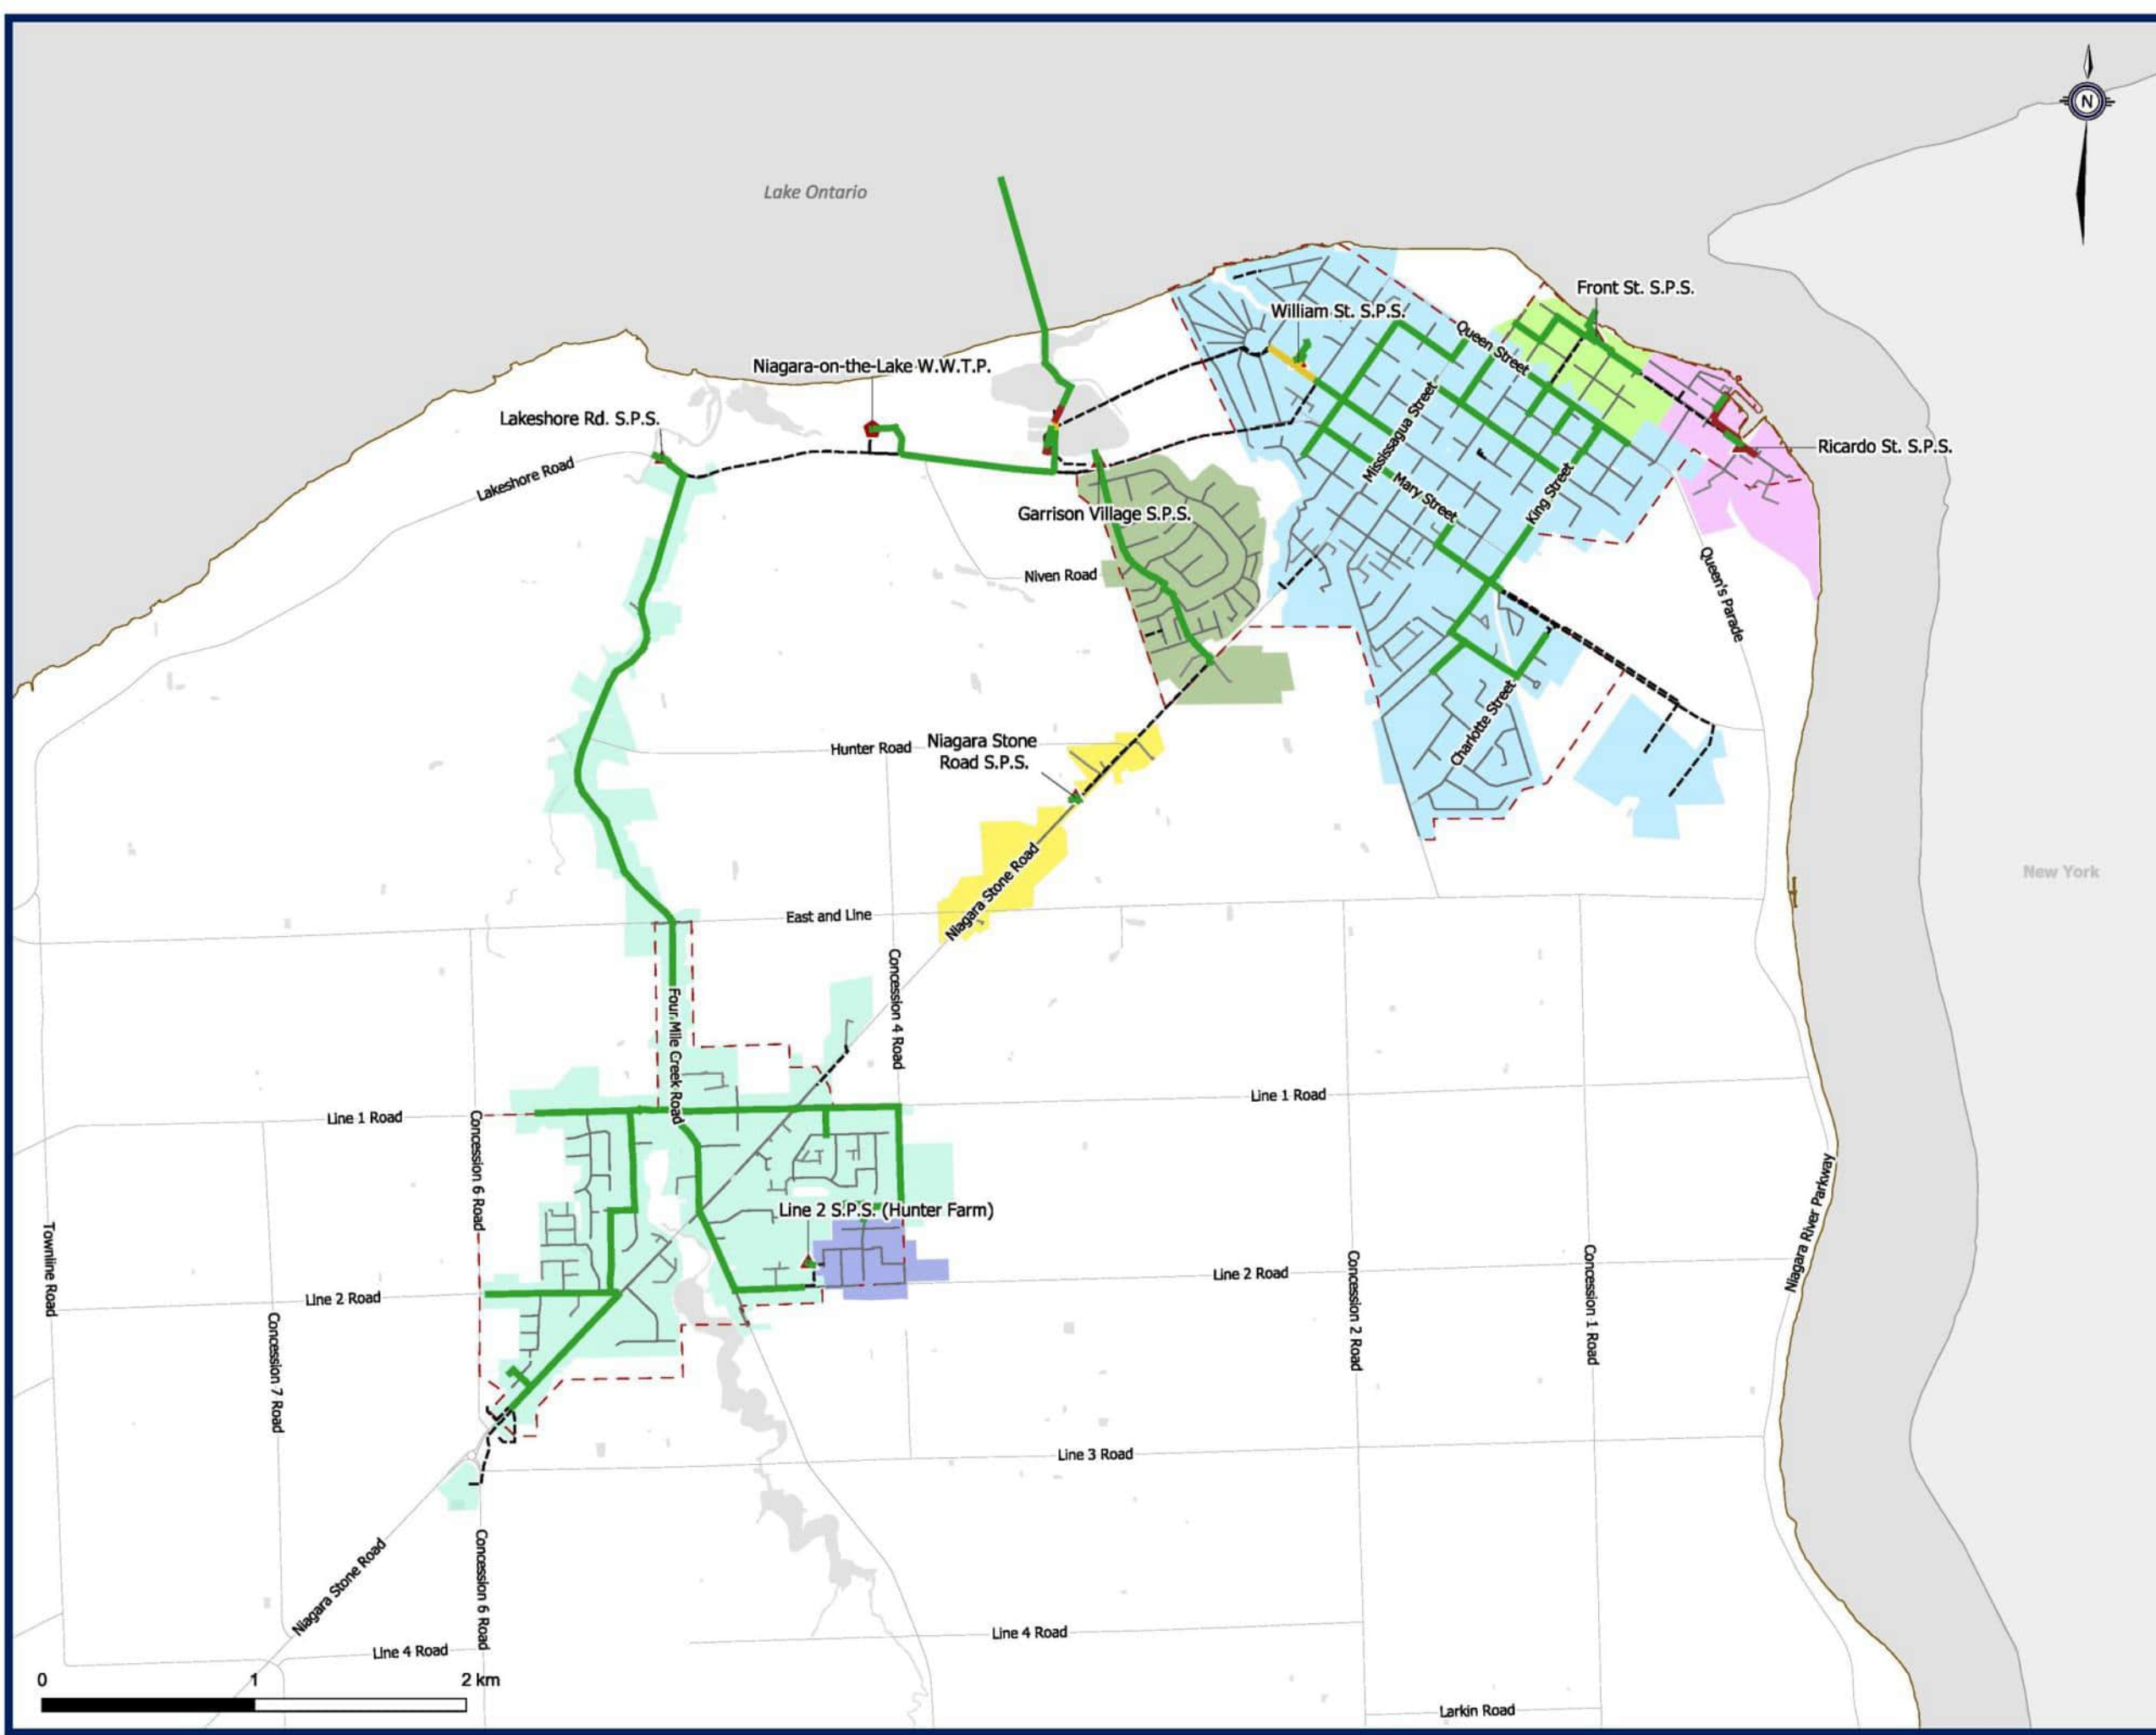 N
Lake Ontario
Front St. S.P.S.
William St. S.P.S.
Queen Street
Niagara-on-the-Lake W.W.T.P.
Lakeshore Rd. S.P.S.
Mississagua Street
Ricardo St. S.P.S.
Lakeshore Road
Mary Street
King Street
Garrison Village S.P.S.
Niven Road
Queen's Parade
Charlotte Street
Hunter Road
Niagara Stone
Road S.P.S.
New York
Niagara Stone Road
East and Line
Concession 4 Road
Four Mile Creek Road
Line 1 Road
Line 1 Road
Concession 6 Road
Line 2 S.P.S. (Hunter Farm)
Niagara River Parkway
Townline Road
Line 2 Road
Line 2 Road
Concession 2 Road
Concession 1 Road
Concession 7 Road
Line 3 Road
Niagara Stone Road
Concession 6 Road
Line 4 Road
Line 4 Road
0 1 2 km
Larkin Road